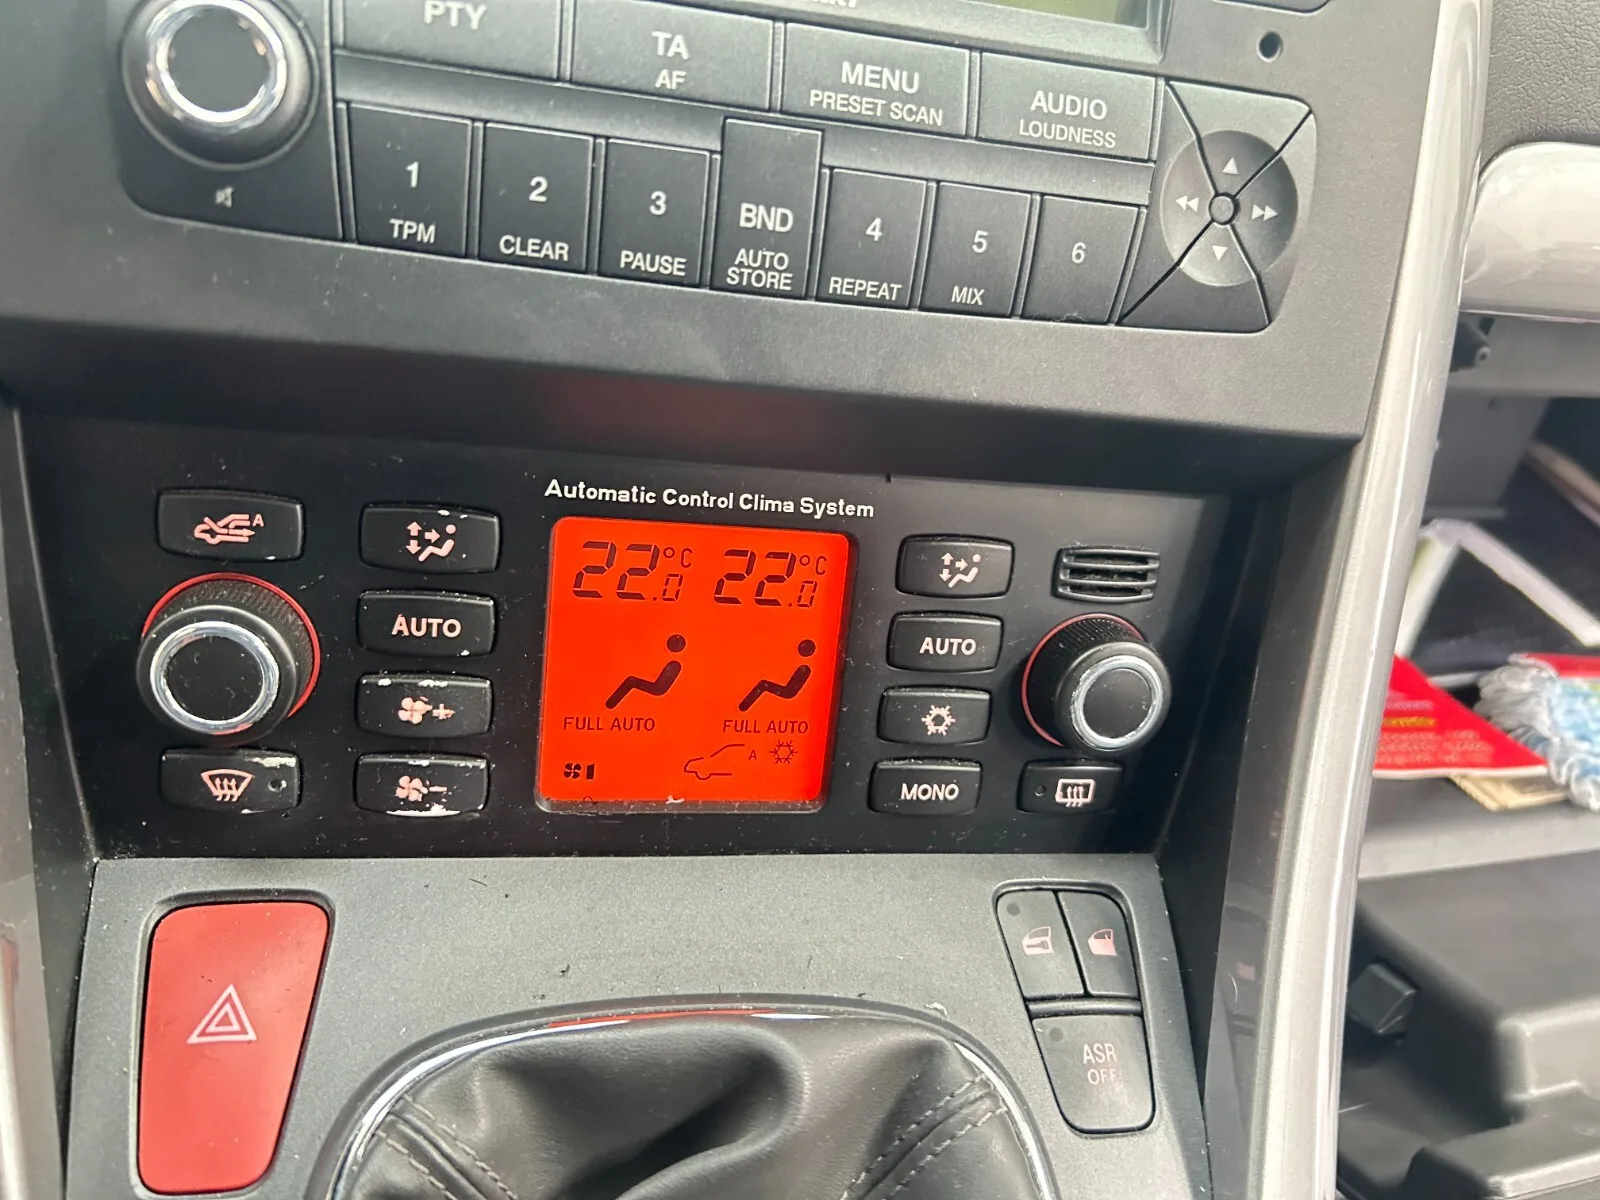 PTY
TA
AF
MENU
PRESET SCAN
AUDIO
LOUDNESS
1
TPM
2
CLEAR
3
PAUSE
BND
AUTO
STORE
4
REPEAT
5
MIX
6
Automatic Control Clima System
A
22.0 °C 22.0 °C
AUTO
AUTO
FULL AUTO FULL AUTO
A
1
MONO
ASR
OFF